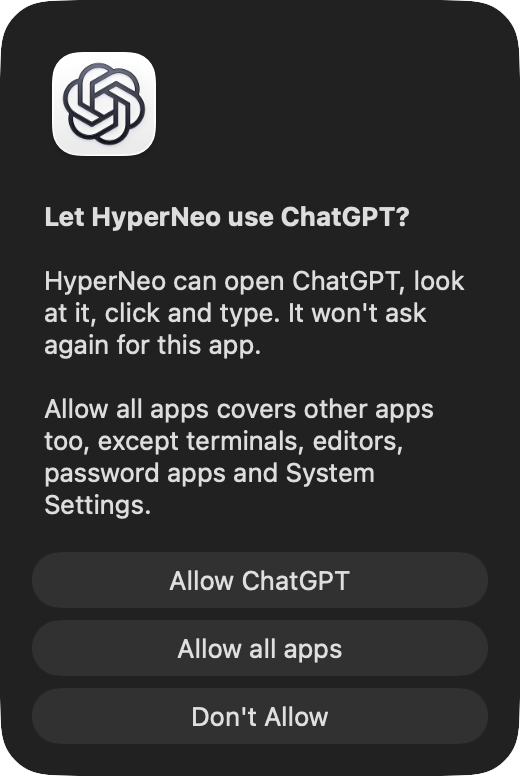 Let HyperNeo use ChatGPT?
HyperNeo can open ChatGPT, look
at it, click and type. It won't ask
again for this app.
Allow all apps covers other apps
too, except terminals, editors,
password apps and System
Settings.
Allow ChatGPT
Allow all apps
Don't Allow